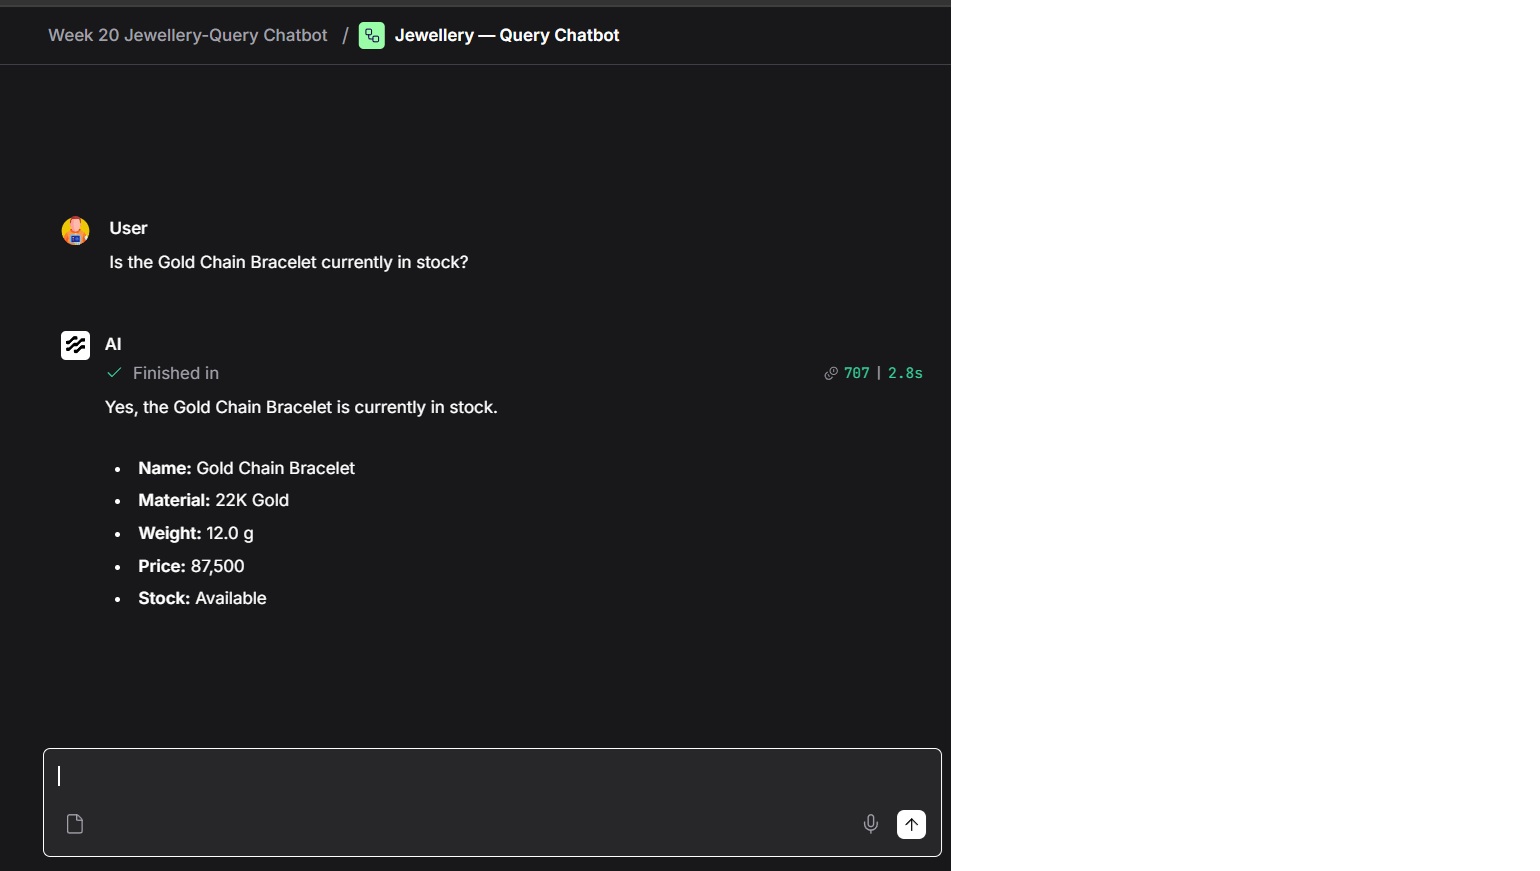 Week 20 Jewellery-Query Chatbot / Jewellery — Query Chatbot
User
Is the Gold Chain Bracelet currently in stock?
AI
Finished in 707 | 2.8s
Yes, the Gold Chain Bracelet is currently in stock.
• Name: Gold Chain Bracelet
• Material: 22K Gold
• Weight: 12.0 g
• Price: 87,500
• Stock: Available